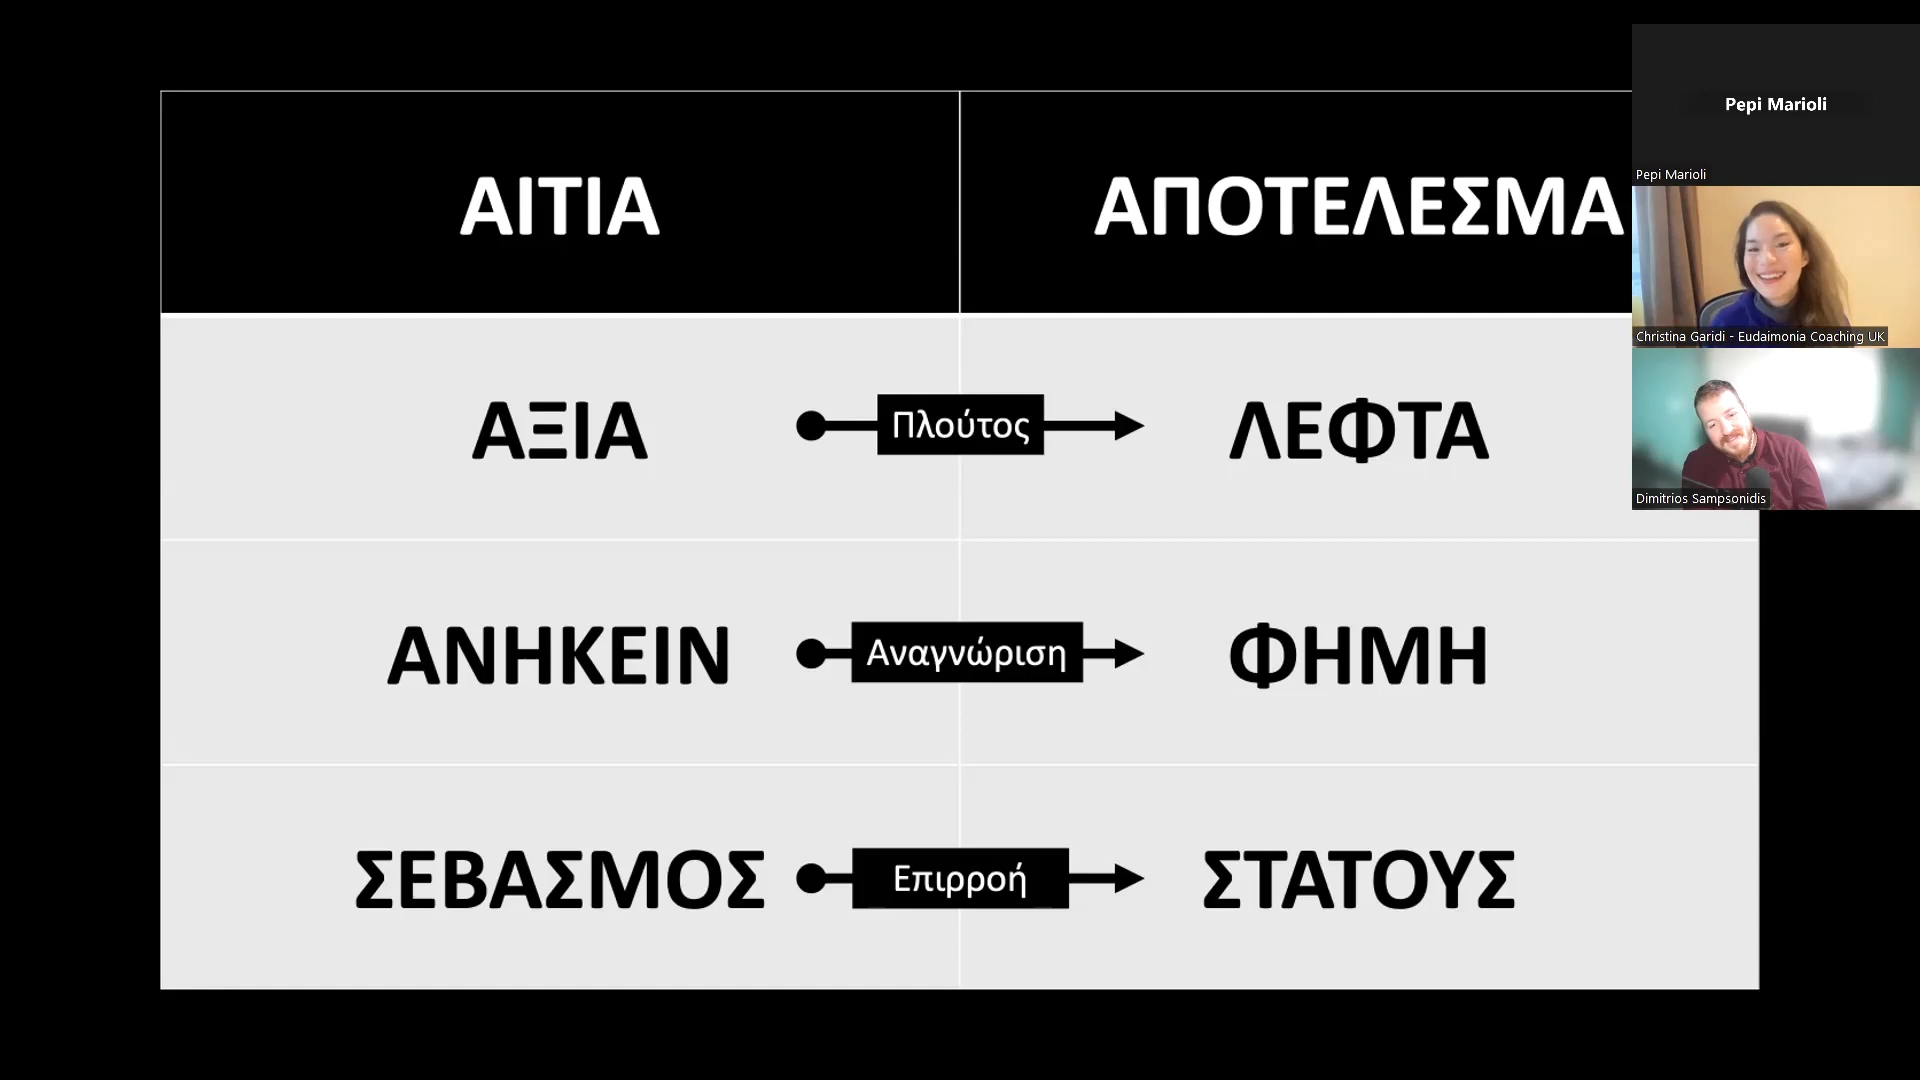 ΑΙΤΙΑ
ΑΠΟΤΕΛΕΣΜΑ
ΑΞΙΑ
Πλούτος
ΛΕΦΤΑ
ΑΝΗΚΕΙΝ
Αναγνώριση
ΦΗΜΗ
ΣΕΒΑΣΜΟΣ
Επιρροή
ΣΤΑΤΟΥΣ
Pepi Marioli
Pepi Marioli
Christina Garidi - Eudaimonia Coaching UK
Dimitrios Sampsonidis